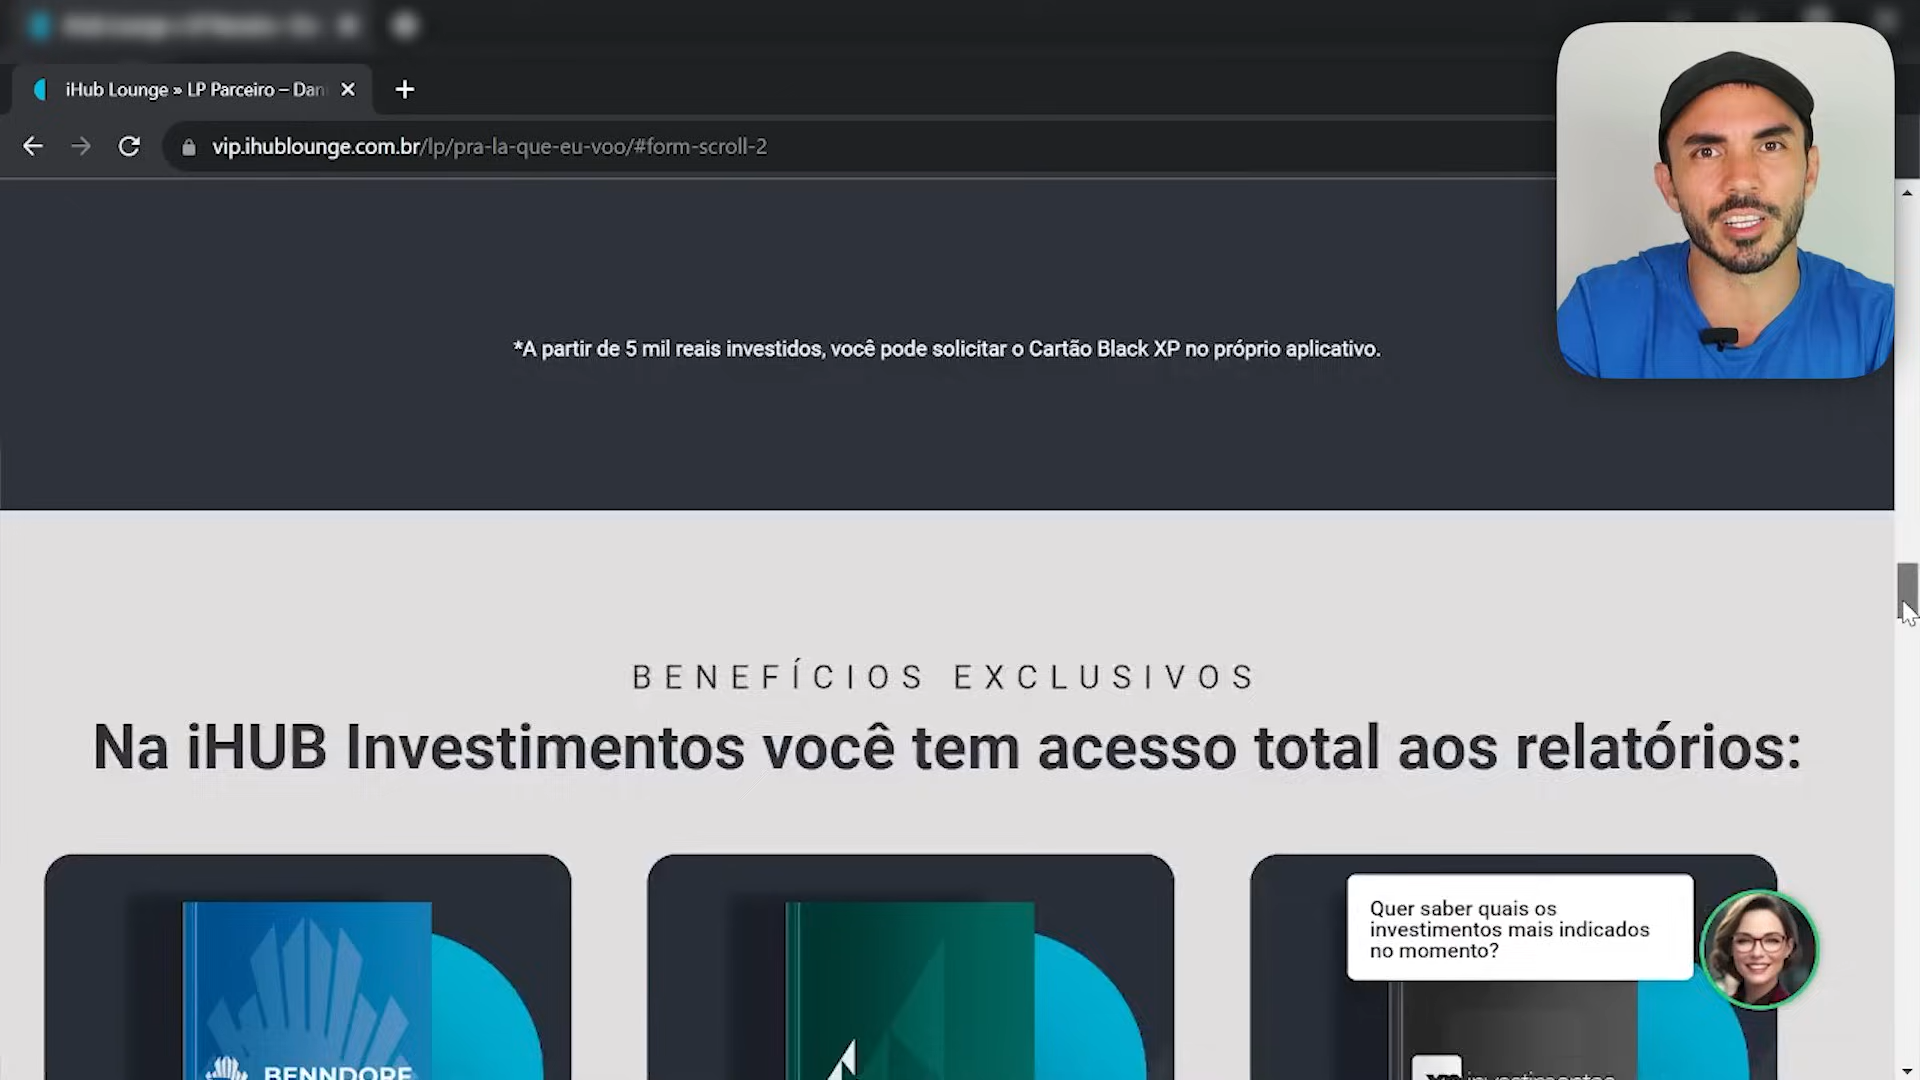 iHub Lounge » LP Parceiro – Dan
vip.ihublounge.com.br/lp/pra-la-que-eu-voo/#form-scroll-2
*A partir de 5 mil reais investidos, você pode solicitar o Cartão Black XP no próprio aplicativo.
BENEFÍCIOS EXCLUSIVOS
Na iHUB Investimentos você tem acesso total aos relatórios:
Quer saber quais os
investimentos mais indicados
no momento?
BENNDORF
investimentos